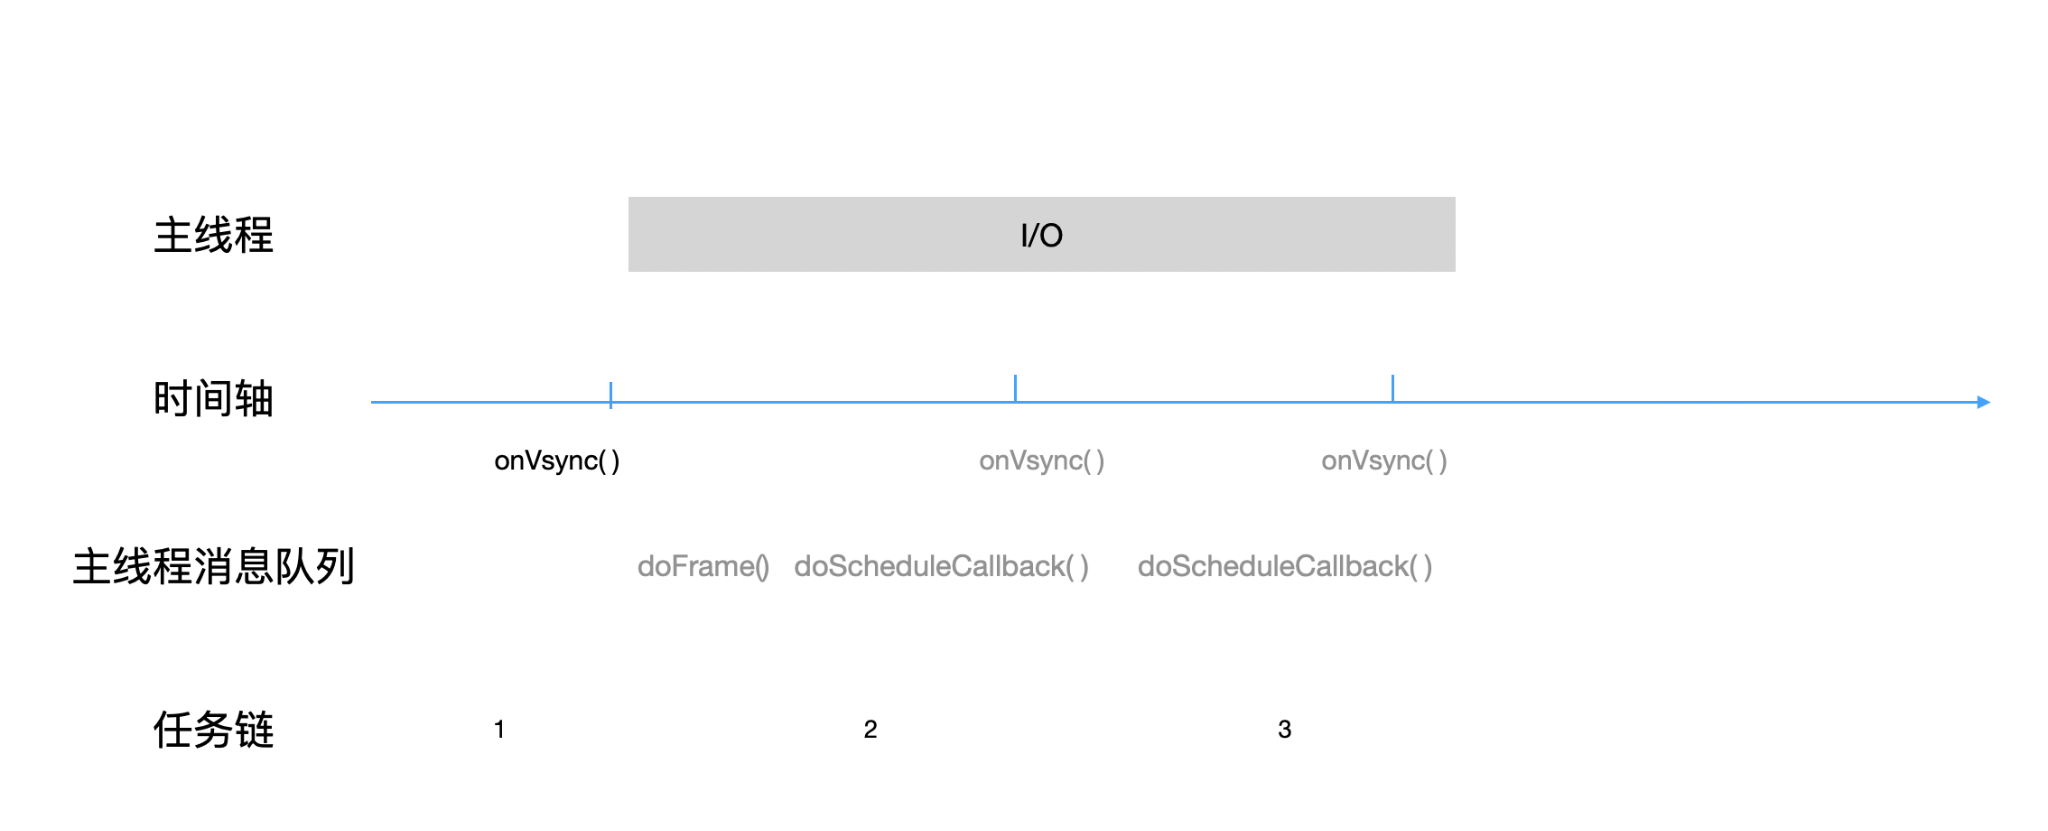 主线程 I/O
时间轴
onVsync( ) onVsync( ) onVsync( )
主线程消息队列 doFrame() doScheduleCallback( ) doScheduleCallback( )
任务链 1 2 3